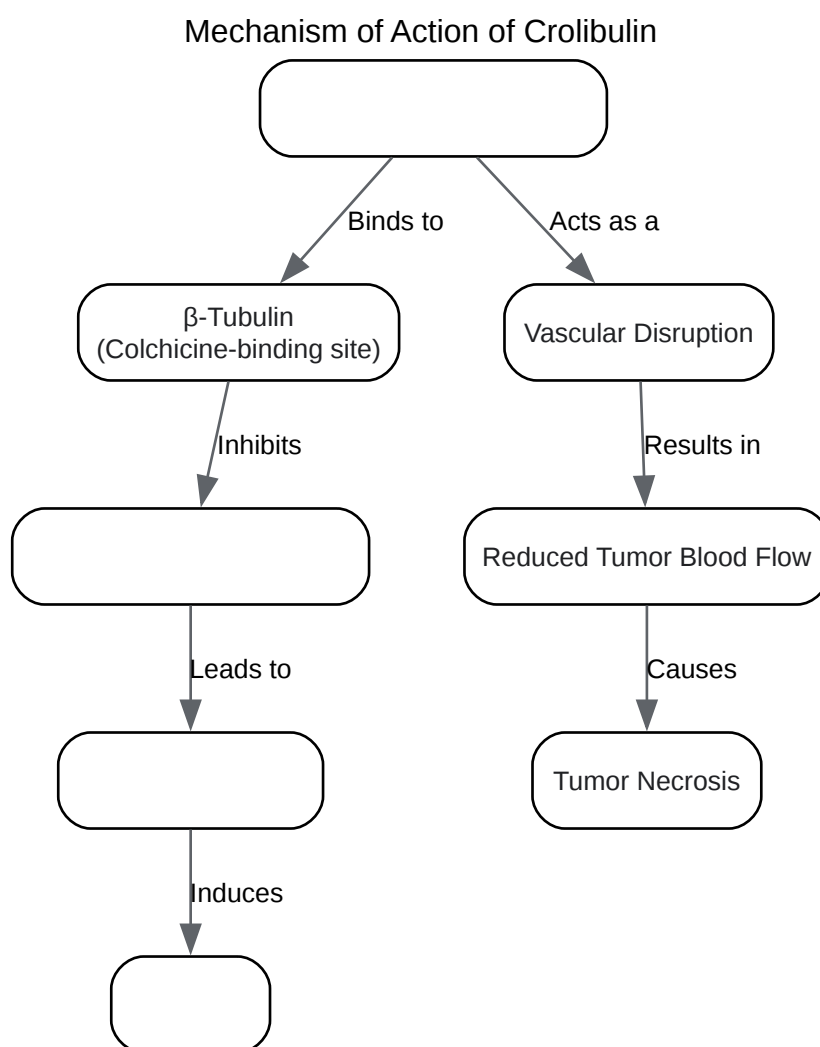 Mechanism of Action of Crolibulin
Binds to
Acts as a
β-Tubulin
(Colchicine-binding site)
Vascular Disruption
Inhibits
Results in
Reduced Tumor Blood Flow
Leads to
Causes
Tumor Necrosis
Induces